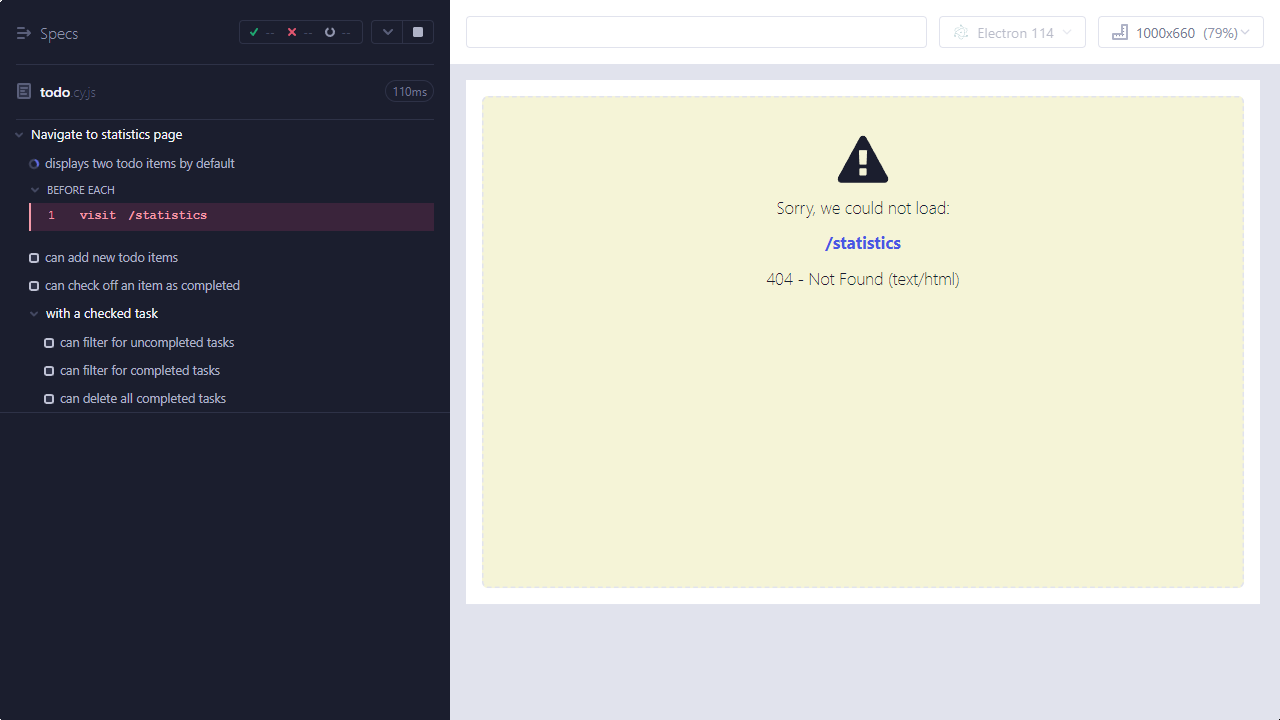 Specs
-- -- --
todo.cy.js 110ms
Navigate to statistics page
displays two todo items by default
BEFORE EACH
1 visit /statistics
can add new todo items
can check off an item as completed
with a checked task
can filter for uncompleted tasks
can filter for completed tasks
can delete all completed tasks
Electron 114
1000x660 (79%)
Sorry, we could not load:
/statistics
404 - Not Found (text/html)